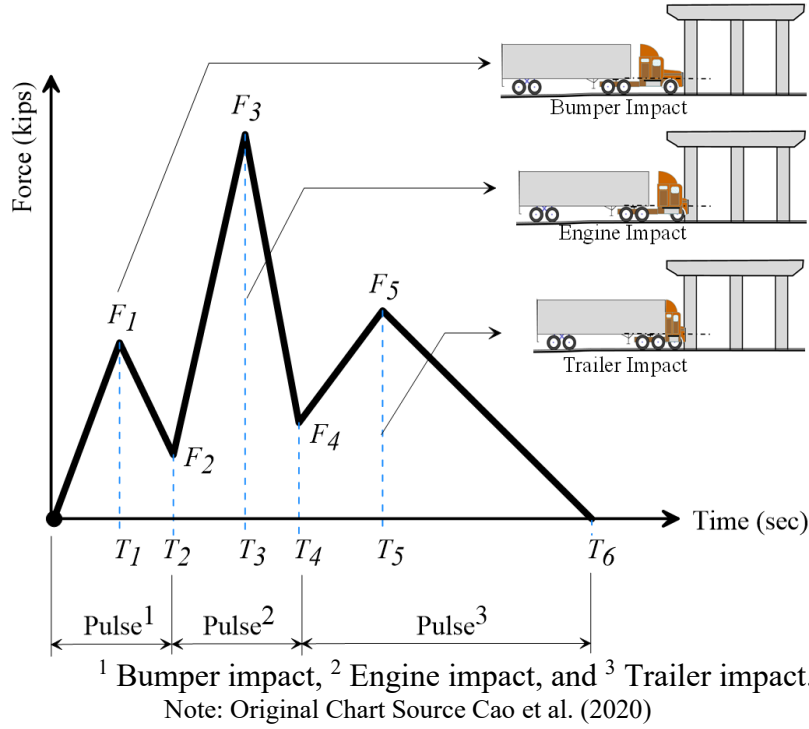 Bumper Impact
Force (kips)
F3
Engine Impact
F5
F1
Trailer Impact
F4
F2
Time (sec)
T1 T2 T3 T4 T5 T6
Pulse1 Pulse2 Pulse3
1 Bumper impact, 2 Engine impact, and 3 Trailer impact.
Note: Original Chart Source Cao et al. (2020)